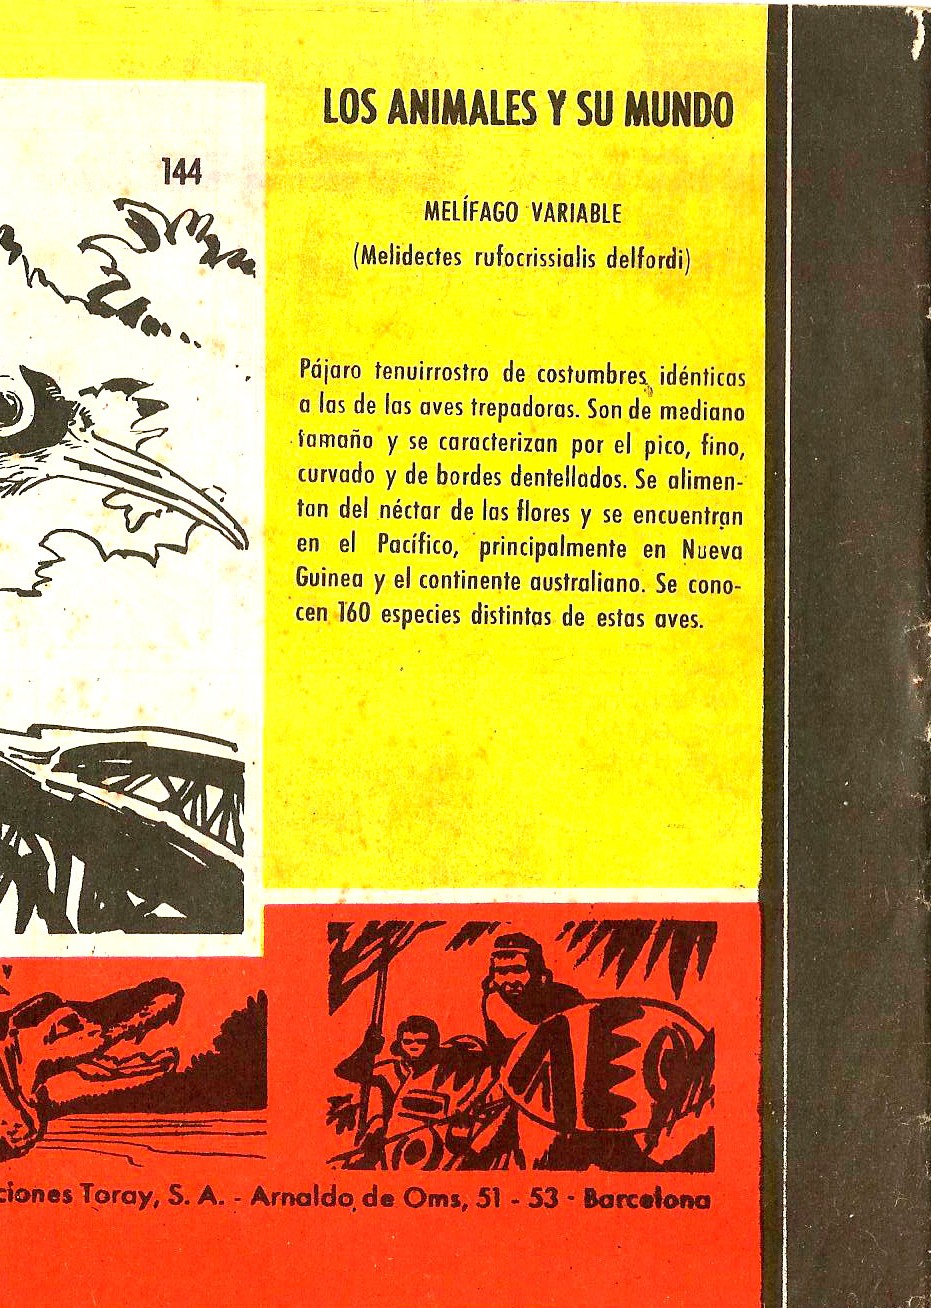 LOS ANIMALES Y SU MUNDO
144
MELÍFAGO VARIABLE
(Melidectes rufocrissialis delfordi)
Pájaro tenuirrostro de costumbres idénticas
a las de las aves trepadoras. Son de mediano
tamaño y se caracterizan por el pico, fino,
curvado y de bordes dentellados. Se alimen-
tan del néctar de las flores y se encuentran
en el Pacífico, principalmente en Nueva
Guinea y el continente australiano. Se cono-
cen 160 especies distintas de estas aves.
ciones Toray, S. A. - Arnaldo de Oms, 51 - 53 - Barcelona